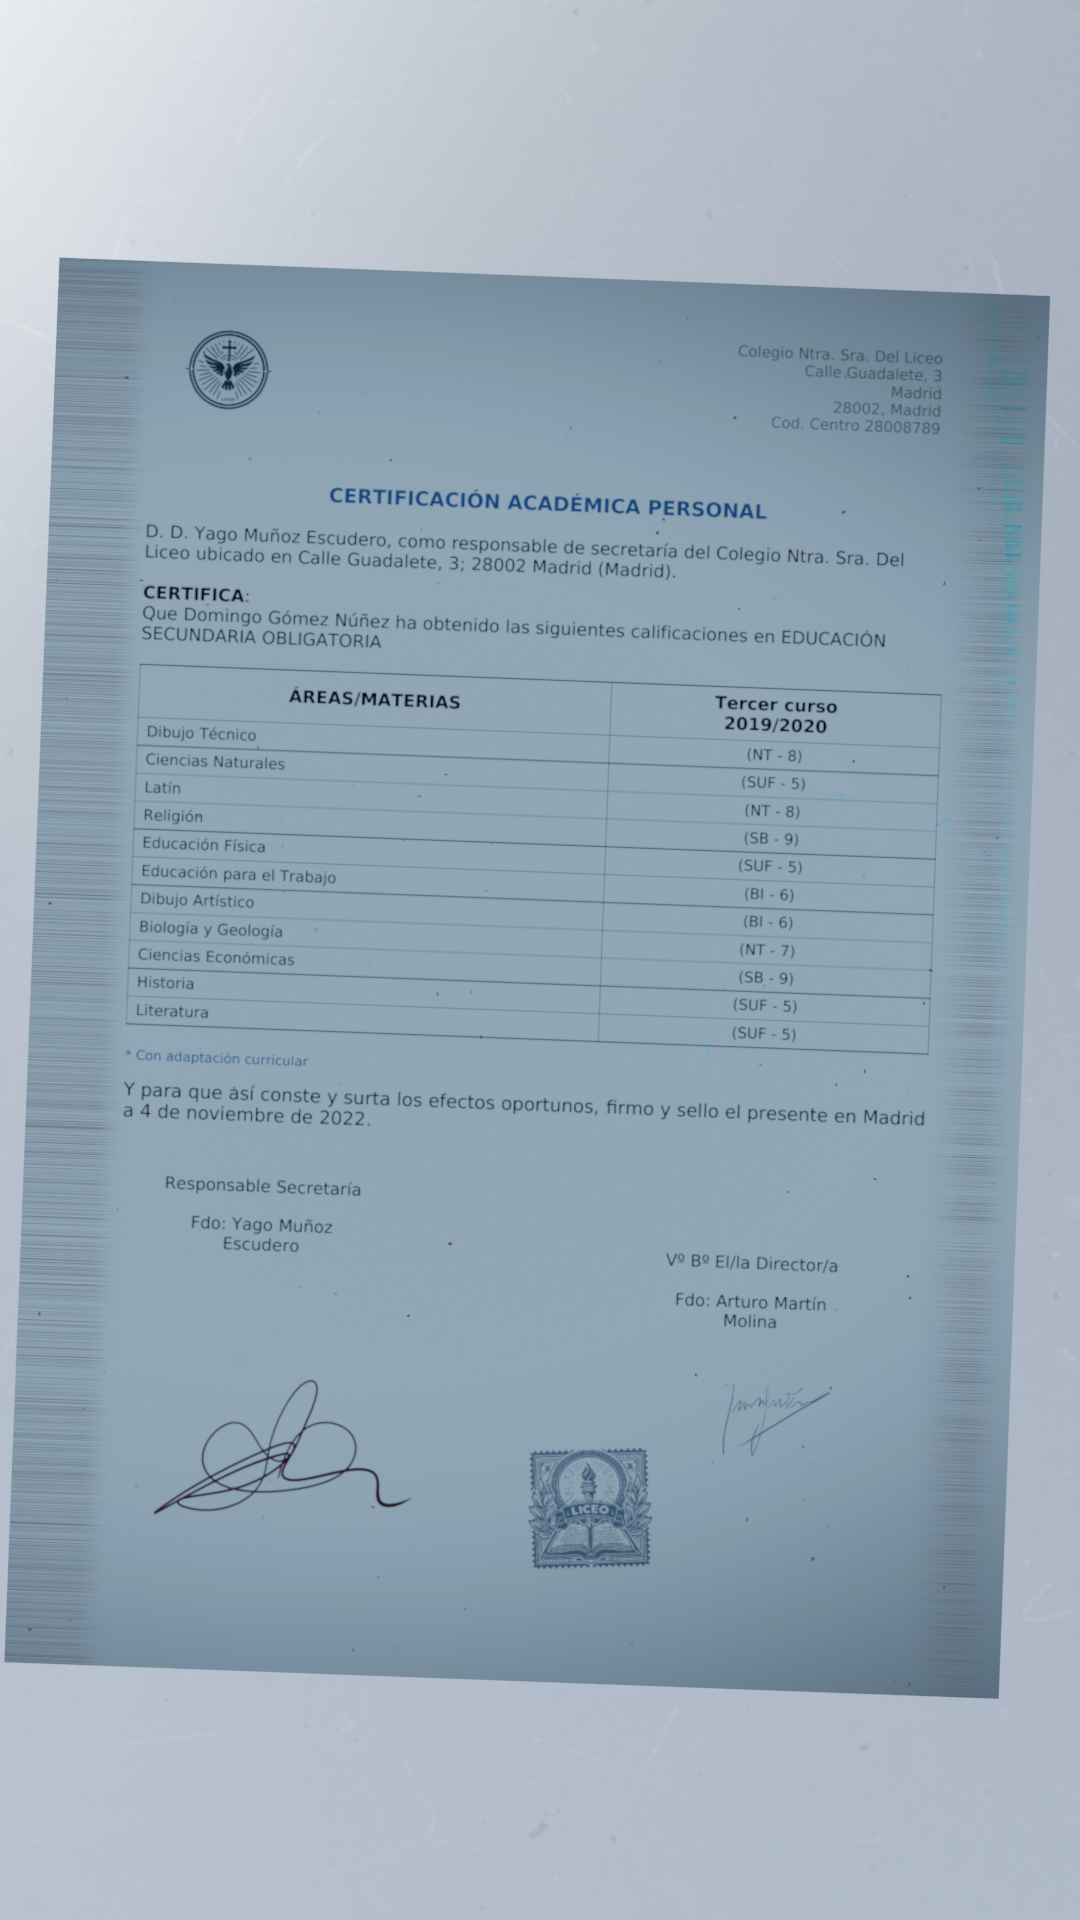 Colegio Ntra. Sra. Del Liceo
Calle Guadalete, 3
Madrid
28002, Madrid
Cod. Centro 28008789
CERTIFICACIÓN ACADÉMICA PERSONAL
D. D. Yago Muñoz Escudero, como responsable de secretaría del Colegio Ntra. Sra. Del
Liceo ubicado en Calle Guadalete, 3; 28002 Madrid (Madrid).
CERTIFICA:
Que Domingo Gómez Núñez ha obtenido las siguientes calificaciones en EDUCACIÓN
SECUNDARIA OBLIGATORIA
ÁREAS/MATERIAS Tercer curso
2019/2020
Dibujo Técnico (NT - 8)
Ciencias Naturales (SUF - 5)
Latín (NT - 8)
Religión (SB - 9)
Educación Física (SUF - 5)
Educación para el Trabajo (BI - 6)
Dibujo Artístico (BI - 6)
Biología y Geología (NT - 7)
Ciencias Económicas (SB - 9)
Historia (SUF - 5)
Literatura (SUF - 5)
* Con adaptación curricular
Y para que así conste y surta los efectos oportunos, firmo y sello el presente en Madrid
a 4 de noviembre de 2022.
Responsable Secretaría
Fdo: Yago Muñoz
Escudero
Vº Bº El/la Director/a
Fdo: Arturo Martín
Molina
LICEO